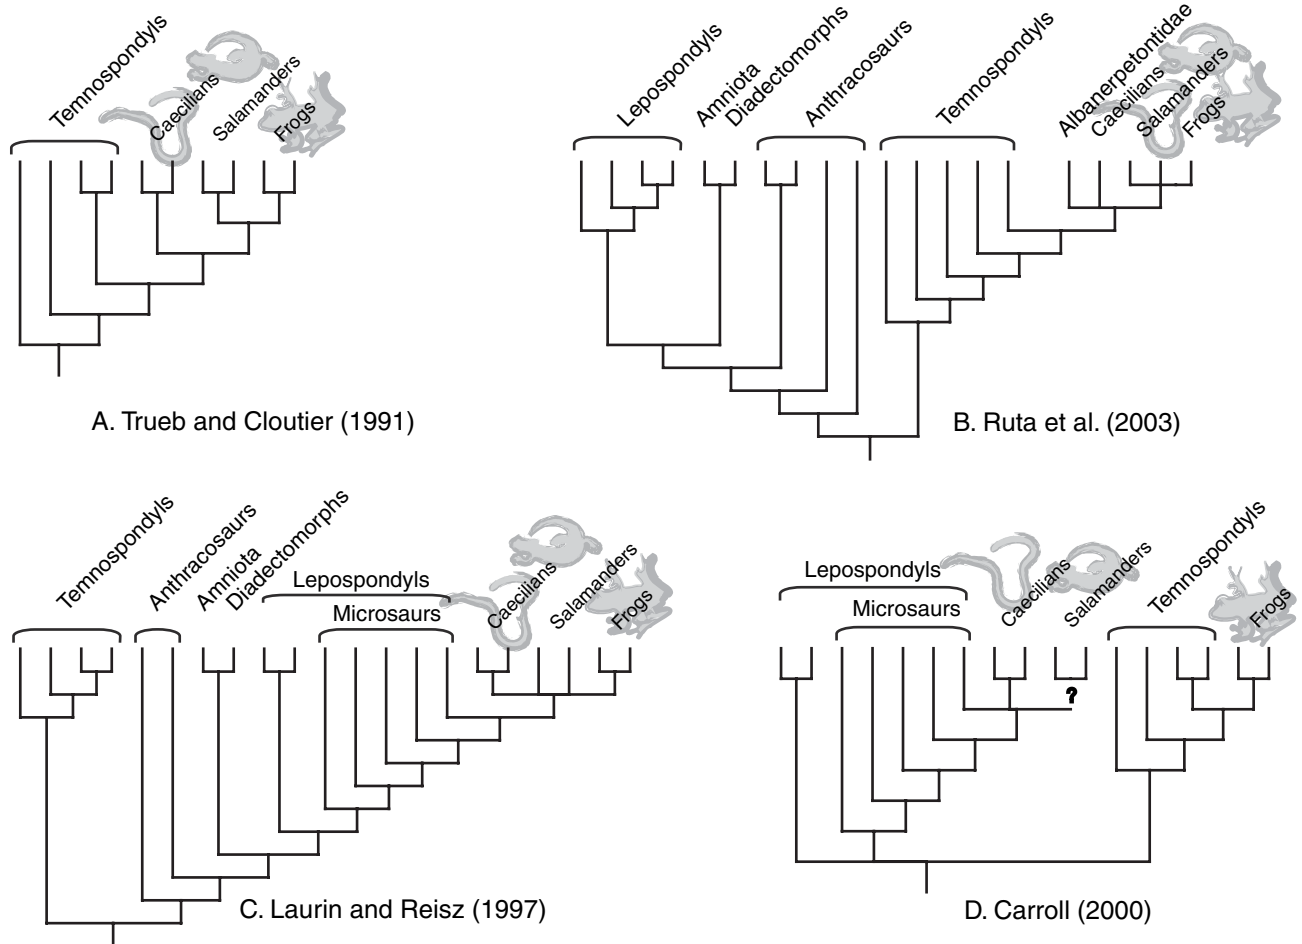 Temnospondyls
Caecilians
Salamanders
Frogs
A. Trueb and Cloutier (1991)
Lepospondyls
Amniota
Diadectomorphs
Anthracosaurs
Temnospondyls
Albanerpetontidae
Caecilians
Salamanders
Frogs
B. Ruta et al. (2003)
Temnospondyls
Anthracosaurs
Amniota
Diadectomorphs
Lepospondyls
Microsaurs
Caecilians
Salamanders
Frogs
C. Laurin and Reisz (1997)
Lepospondyls
Microsaurs
Caecilians
Salamanders
?
Temnospondyls
Frogs
D. Carroll (2000)